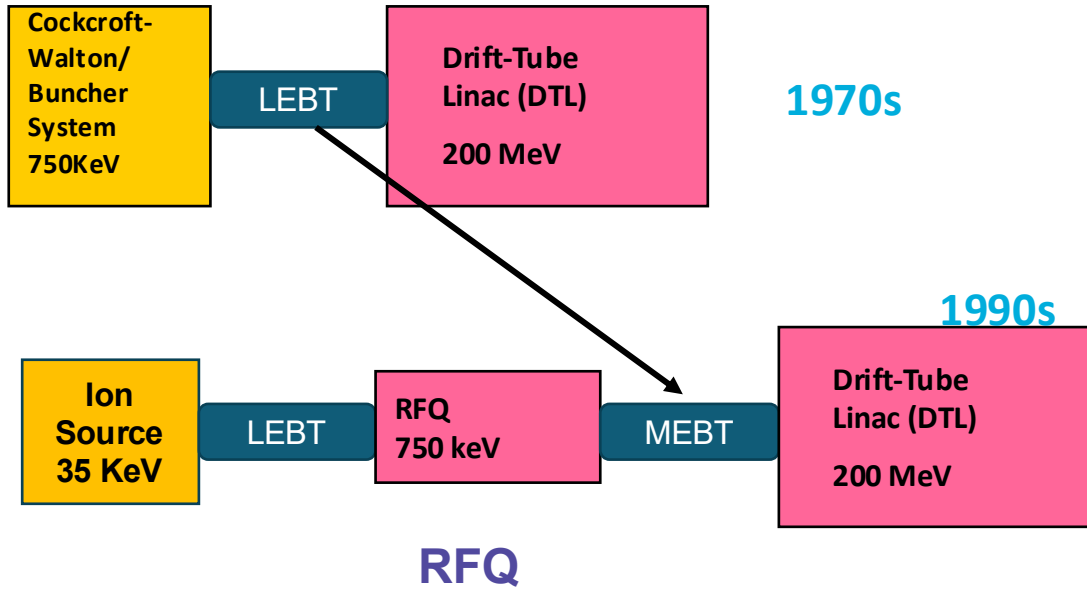 Cockcroft-
Walton/
Buncher
System
750KeV
LEBT
Drift-Tube
Linac (DTL)
200 MeV
1970s
1990s
Ion
Source
35 KeV
LEBT
RFQ
750 keV
MEBT
Drift-Tube
Linac (DTL)
200 MeV
RFQ